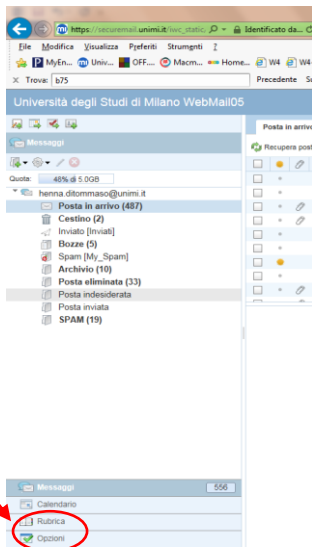 https://securemail.unimi.it/iwc_static/
Identificato da...
File Modifica Visualizza Preferiti Strumenti ?
MyEn... Univ... OFF.... Macm... Home... W4 W4
× Trova: b75 Precedente
Università degli Studi di Milano WebMail05
Posta in arrivo
Messaggi
Recupera post
Quota: 46% di 5.0GB
henna.ditommaso@unimi.it
Posta in arrivo (487)
Cestino (2)
Inviato [Inviati]
Bozze (5)
Spam [My_Spam]
Archivio (10)
Posta eliminata (33)
Posta indesiderata
Posta inviata
SPAM (19)
Messaggi 556
Calendario
Rubrica
Opzioni